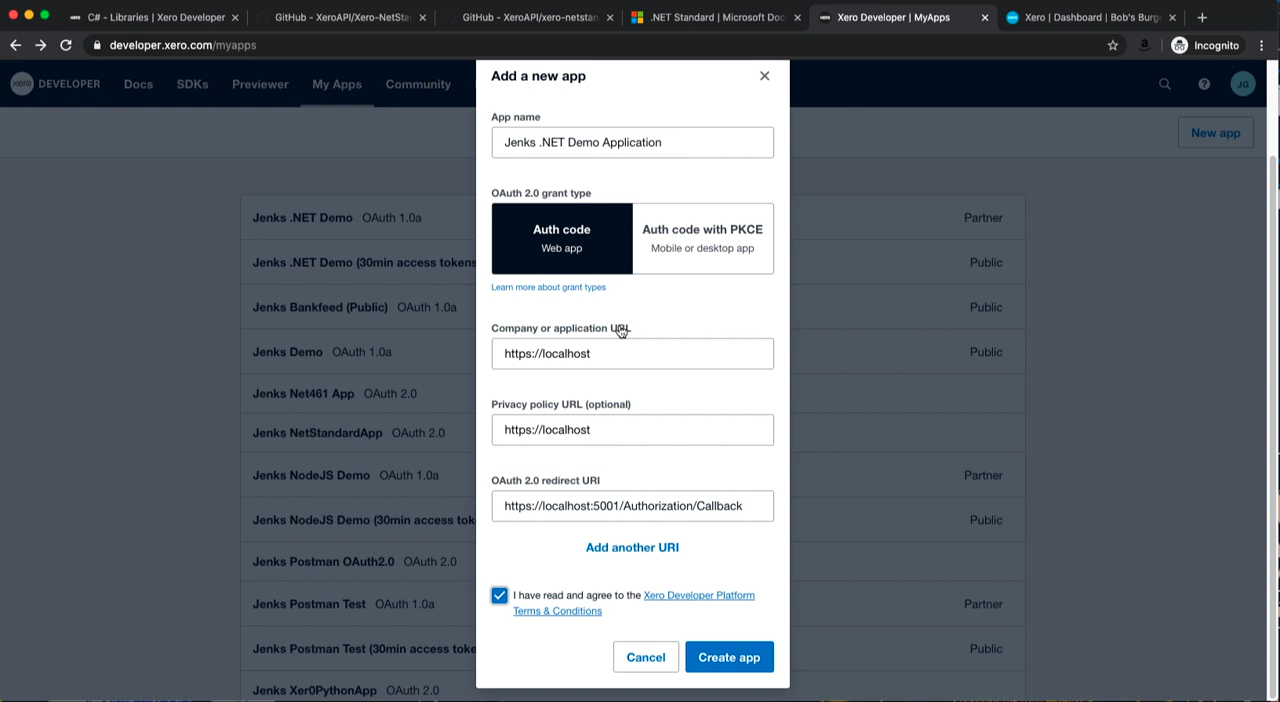 C# - Libraries | Xero Developer
GitHub - XeroAPI/Xero-NetSta
GitHub - XeroAPI/xero-netstan
.NET Standard | Microsoft Doc
Xero Developer | MyApps
Xero | Dashboard | Bob's Burg
developer.xero.com/myapps
Incognito
xero DEVELOPER
Docs
SDKs
Previewer
My Apps
Community
JG
New app
Add a new app
App name
Jenks .NET Demo Application
OAuth 2.0 grant type
Auth code
Web app
Auth code with PKCE
Mobile or desktop app
Learn more about grant types
Company or application URL
https://localhost
Privacy policy URL (optional)
https://localhost
OAuth 2.0 redirect URI
https://localhost:5001/Authorization/Callback
Add another URI
I have read and agree to the Xero Developer Platform
Terms & Conditions
Cancel
Create app
Jenks .NET Demo OAuth 1.0a Partner
Jenks .NET Demo (30min access tokens Public
Jenks Bankfeed (Public) OAuth 1.0a Public
Jenks Demo OAuth 1.0a Public
Jenks Net461 App OAuth 2.0
Jenks NetStandardApp OAuth 2.0
Jenks NodeJS Demo OAuth 1.0a Partner
Jenks NodeJS Demo (30min access tok Public
Jenks Postman OAuth2.0 OAuth 2.0
Jenks Postman Test OAuth 1.0a Partner
Jenks Postman Test (30min access toke Public
Jenks Xer0PythonApp OAuth 2.0